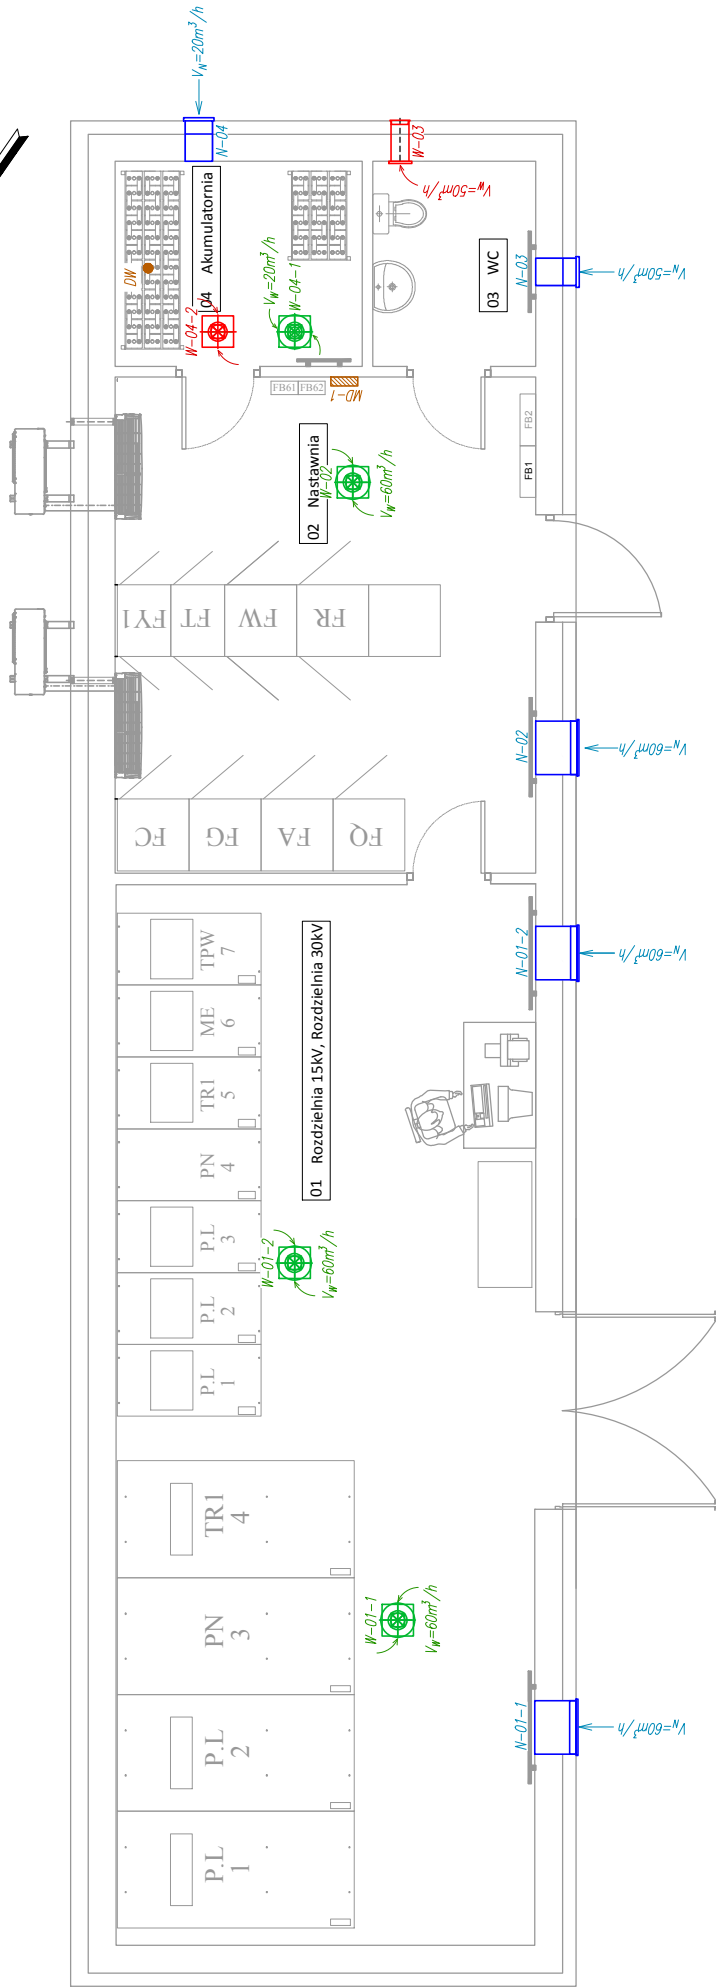 V_N=20m³/h
N-04
W-03
V_W=50m³/h
DW
04 Akumulatornia
W-04-2
V_W=20m³/h
W-04-1
03 WC
N-03
V_N=50m³/h
FB61
FB62
MD-1
02 Nastawnia
W-02
V_W=60m³/h
FB2
FB1
FY1
FT
FW
FR
N-02
V_N=60m³/h
FC
FG
FA
FQ
01 Rozdzielnia 15kV, Rozdzielnia 30kV
N-01-2
V_N=60m³/h
TPW
7
ME
6
TR1
5
PN
4
P.L
3
P.L
2
P.L
1
W-01-2
V_W=60m³/h
TR1
4
PN
3
P.L
2
P.L
1
W-01-1
V_W=60m³/h
N-01-1
V_N=60m³/h